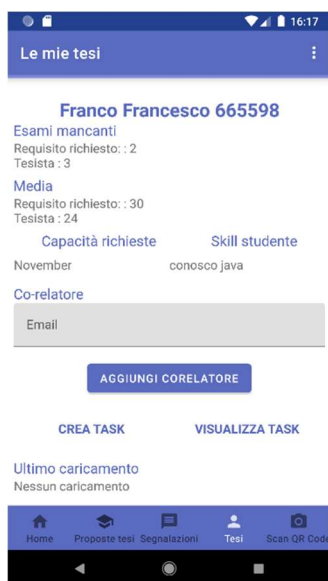 16:17
Le mie tesi
Franco Francesco 665598
Esami mancanti
Requisito richiesto: : 2
Tesista : 3
Media
Requisito richiesto: : 30
Tesista : 24
Capacità richieste Skill studente
November conosco java
Co-relatore
Email
AGGIUNGI CORELATORE
CREA TASK VISUALIZZA TASK
Ultimo caricamento
Nessun caricamento
Home Proposte tesi Segnalazioni Tesi Scan QR Code